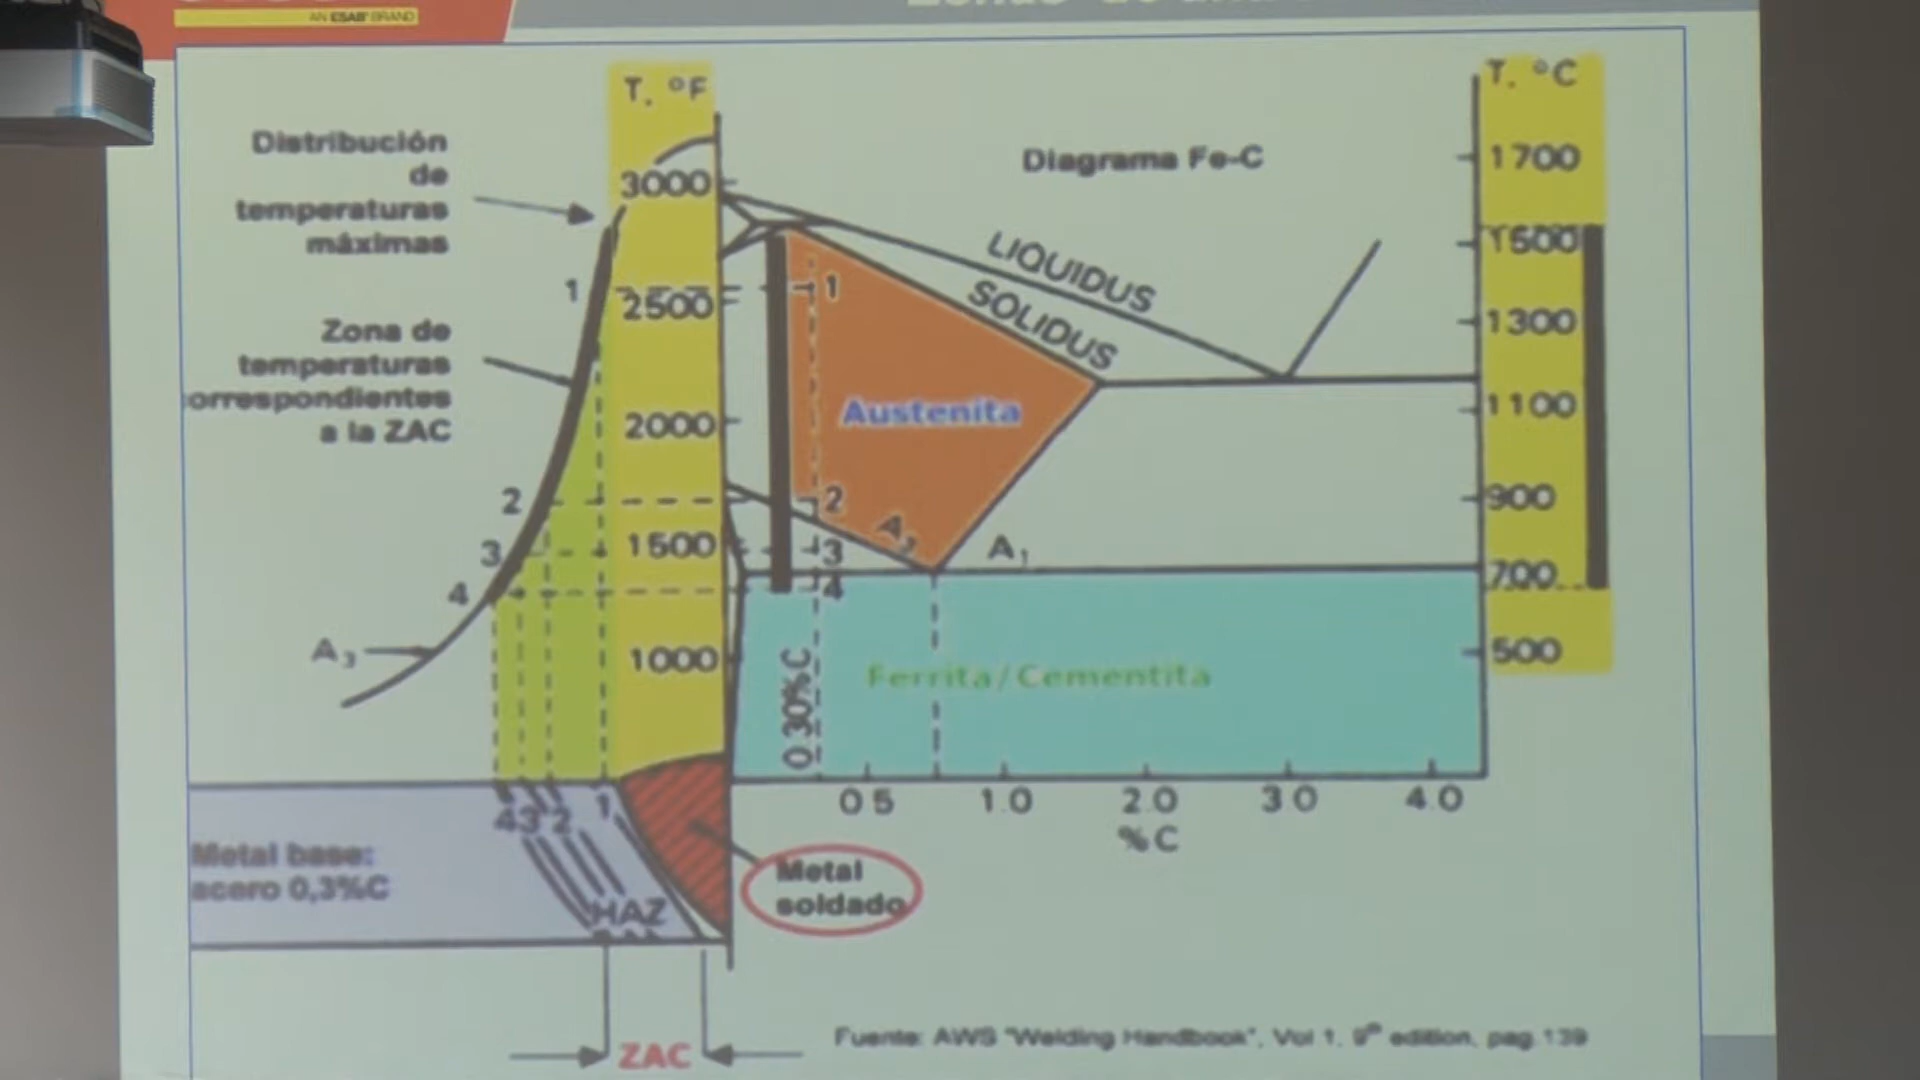 AN ESAB® BRAND
T. °F
T. °C
Distribución
de
temperaturas
máximas
Diagrama Fe-C
3000
1700
1500
LIQUIDUS
SOLIDUS
1
2500
1
1300
Zona de
temperaturas
orrespondientes
a la ZAC
Austenita
2000
1100
2
2
900
3
1500
3
A₃
A₁
4
4
700
A₃
1000
0.30%C
Ferrita/Cementita
500
4 3 2 1
0.5 1.0 2.0 3.0 4.0
%C
Metal base:
acero 0,3%C
HAZ
Metal
soldado
ZAC
Fuente: AWS "Welding Handbook", Vol 1, 9th edition, pag.139